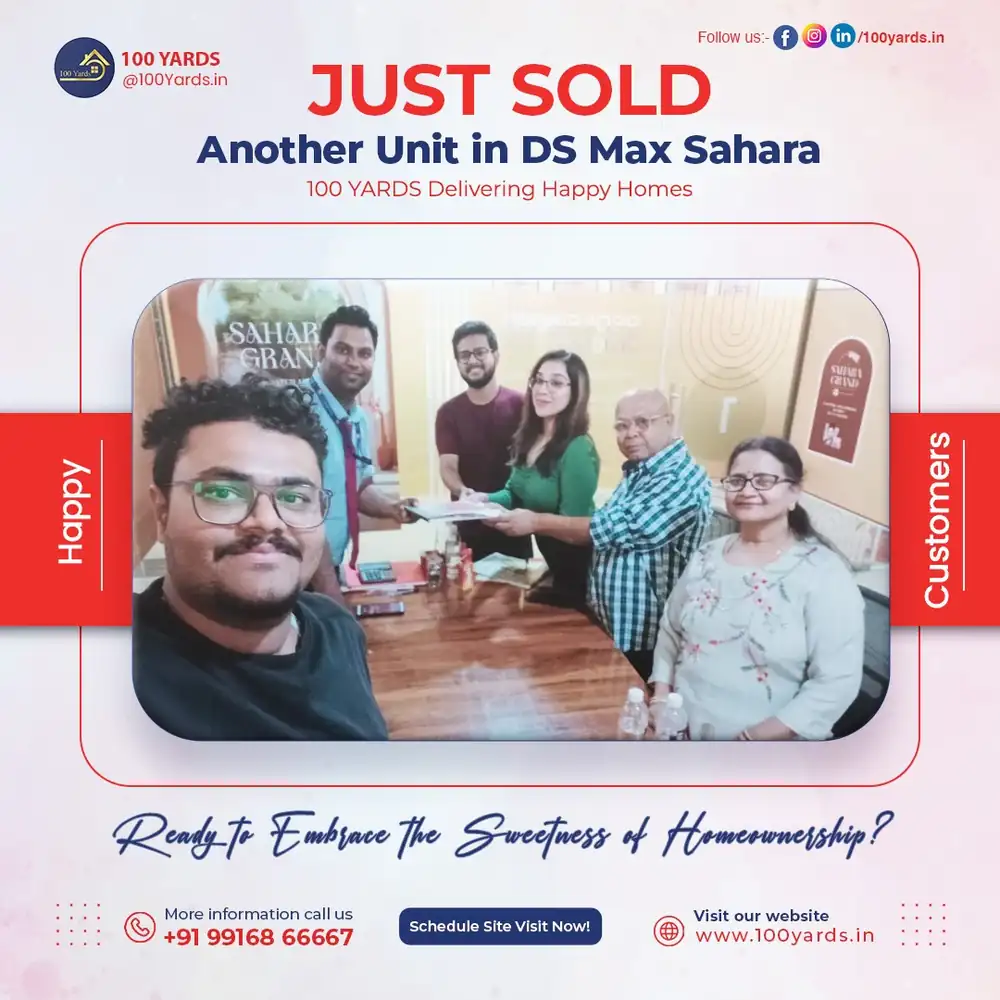 100 Yards
100 YARDS
@100Yards.in
Follow us:- /100yards.in
JUST SOLD
Another Unit in DS Max Sahara
100 YARDS Delivering Happy Homes
SAHAR
GRAN
SAHARA
GRAND
Happy
Customers
Ready to Embrace the Sweetness of Homeownership?
More information call us
+91 99168 66667
Schedule Site Visit Now!
Visit our website
www.100yards.in